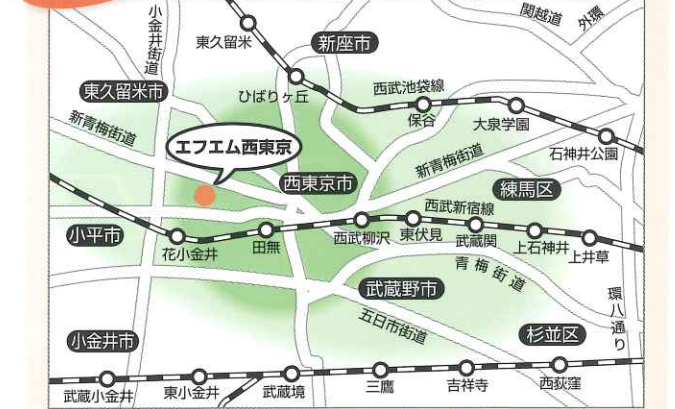 関越道
外環
小金井街道
東久留米
新座市
東久留米市
ひばりヶ丘
西武池袋線
保谷
大泉学園
新青梅街道
エフエム西東京
石神井公園
新青梅街道
西東京市
練馬区
西武新宿線
小平市
花小金井
田無
西武柳沢
東伏見
武蔵関
上石神井
上井草
青梅街道
武蔵野市
環八通り
五日市街道
小金井市
杉並区
武蔵小金井
東小金井
武蔵境
三鷹
吉祥寺
西荻窪